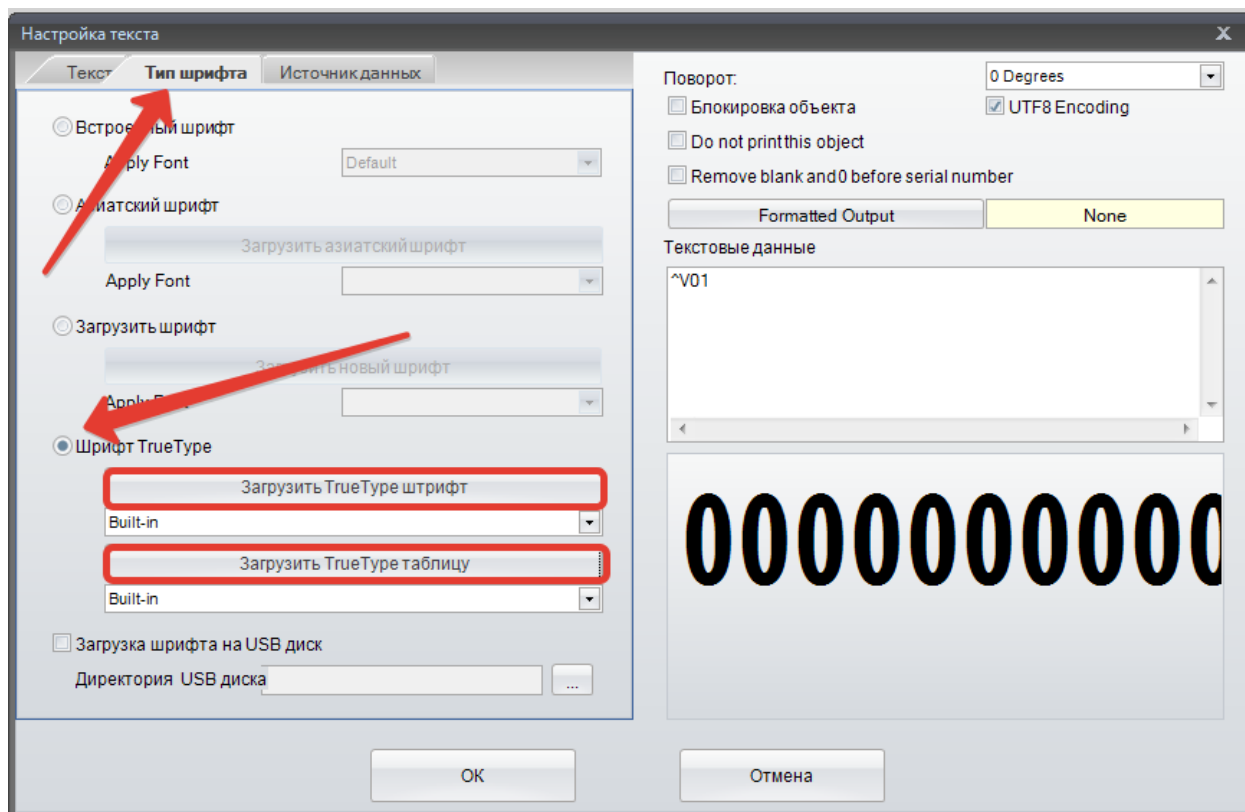 Настройка текста
X
Текст
Тип шрифта
Источник данных
Встроенный шрифт
Apply Font
Default
Азиатский шрифт
Загрузить азиатский шрифт
Apply Font
Загрузить шрифт
Загрузить новый шрифт
Apply Font
Шрифт TrueType
Загрузить TrueType штрифт
Built-in
Загрузить TrueType таблицу
Built-in
Загрузка шрифта на USB диск
Директория USB диска
...
Поворот:
0 Degrees
Блокировка объекта
UTF8 Encoding
Do not print this object
Remove blank and 0 before serial number
Formatted Output
None
Текстовые данные
^V01
0000000000
ОК
Отмена